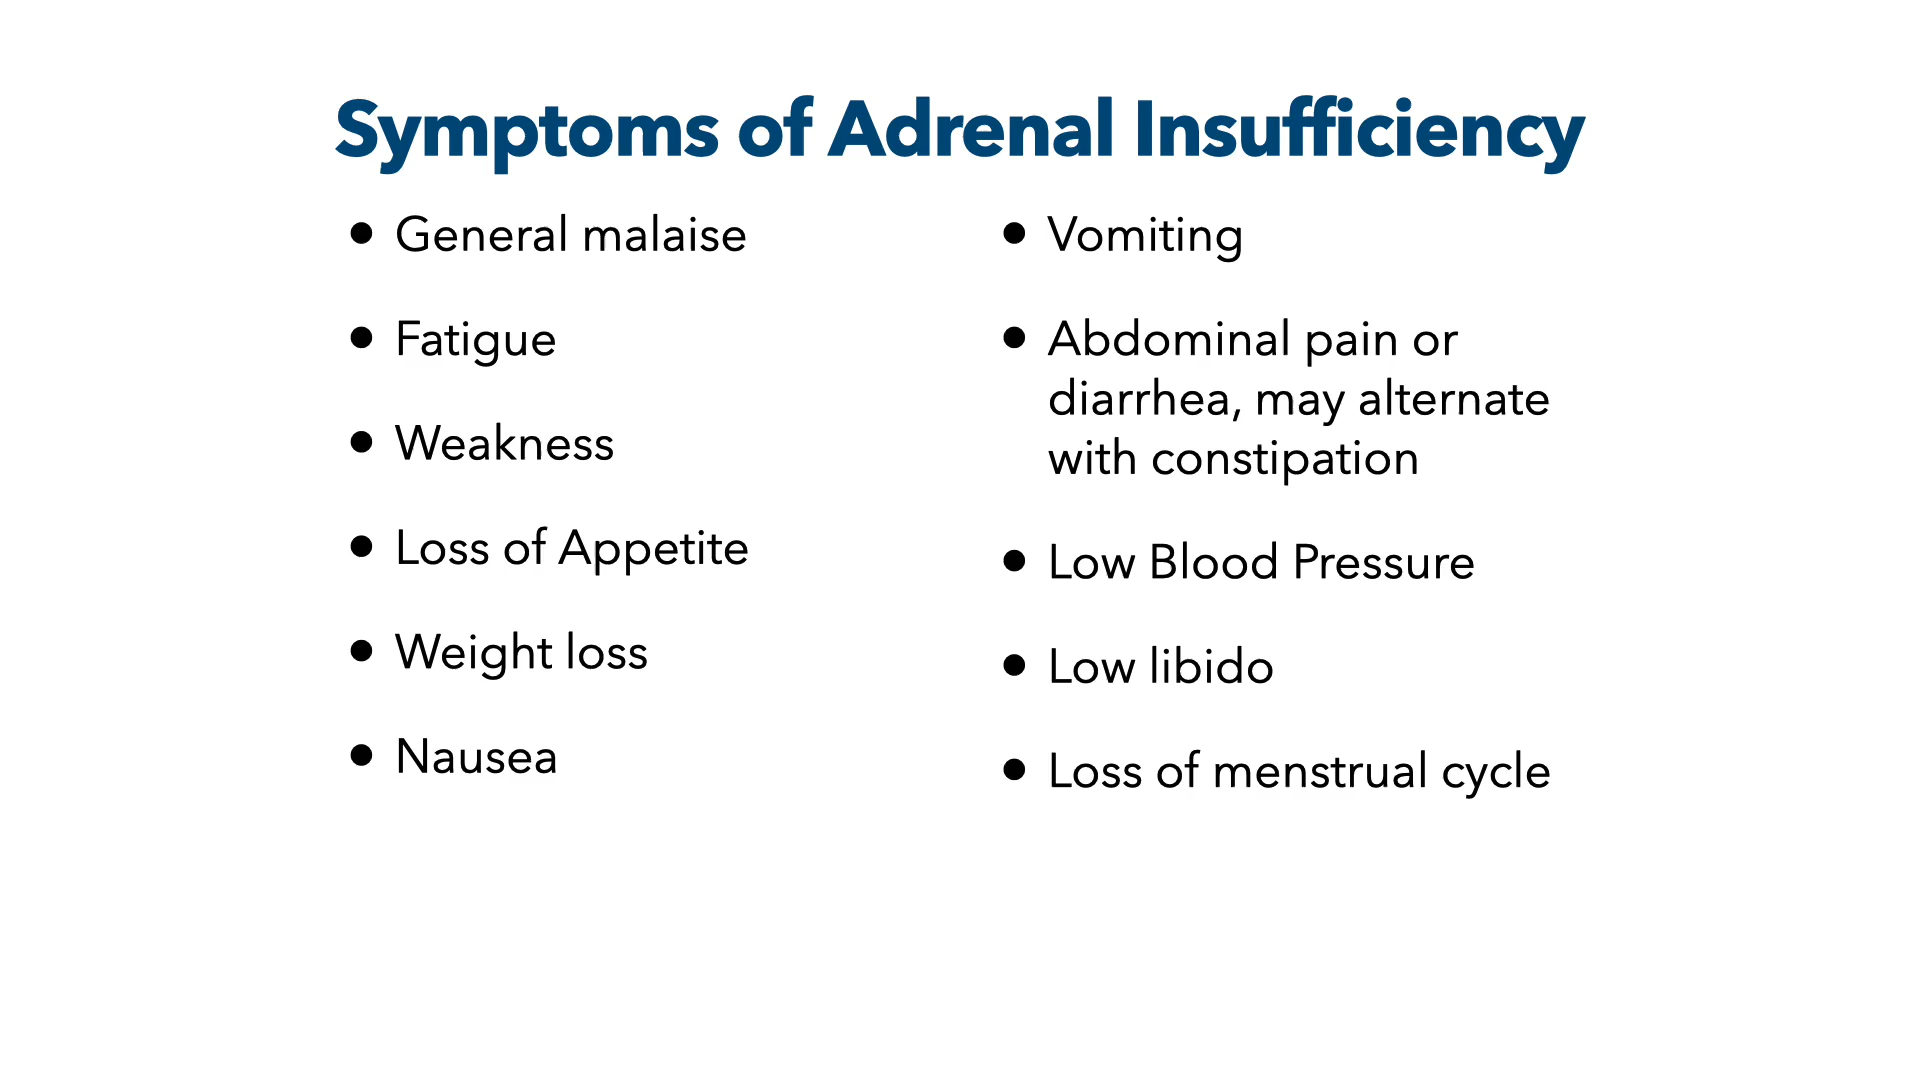 Symptoms of Adrenal Insufficiency
• General malaise
• Fatigue
• Weakness
• Loss of Appetite
• Weight loss
• Nausea
• Vomiting
• Abdominal pain or
diarrhea, may alternate
with constipation
• Low Blood Pressure
• Low libido
• Loss of menstrual cycle